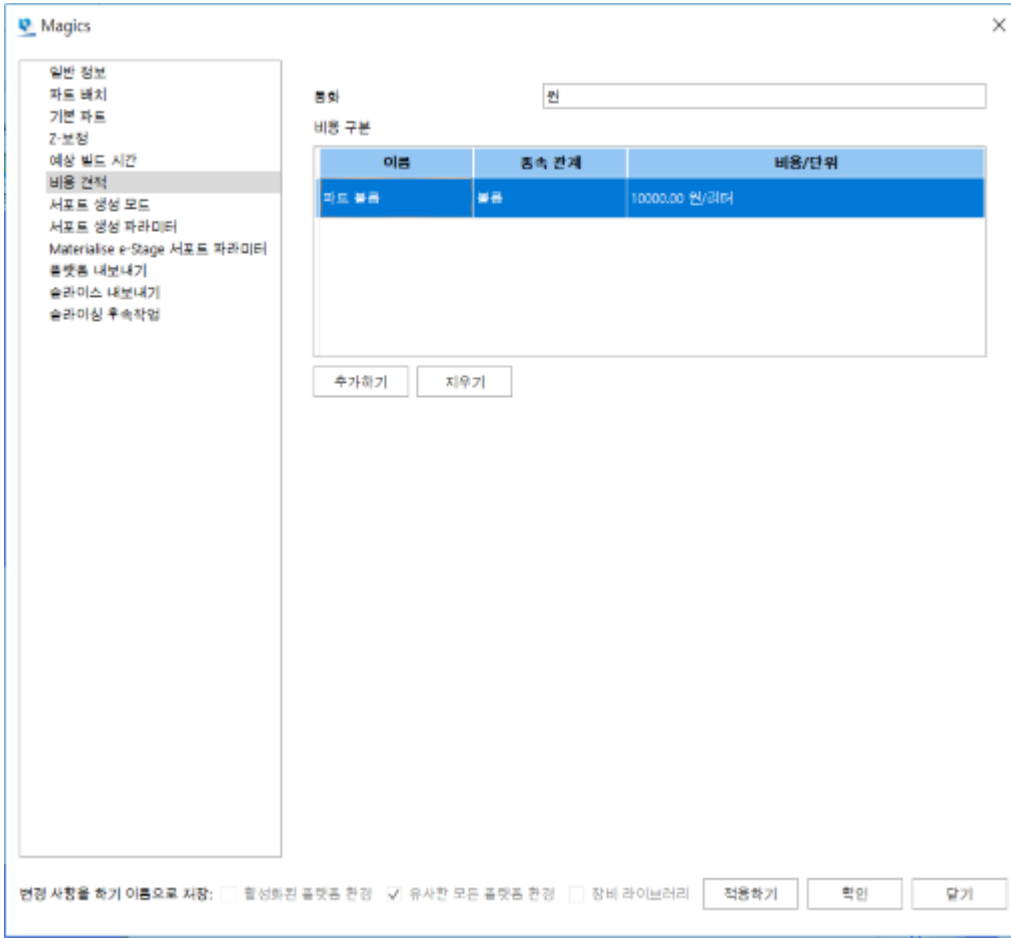 Magics
일반 정보
파트 배치
기본 파트
Z-보정
예상 빌드 시간
비용 견적
서포트 생성 모드
서포트 생성 파라미터
Materialise e-Stage 서포트 파라미터
플랫폼 내보내기
슬라이스 내보내기
슬라이싱 후속작업
통화 원
비용 구분
이름 종속 관계 비용/단위
파트 볼륨 볼륨 10000.00 원/리터
추가하기 지우기
변경 사항을 하기 이름으로 저장: 활성화된 플랫폼 환경 유사한 모든 플랫폼 환경 장비 라이브러리 적용하기 확인 닫기